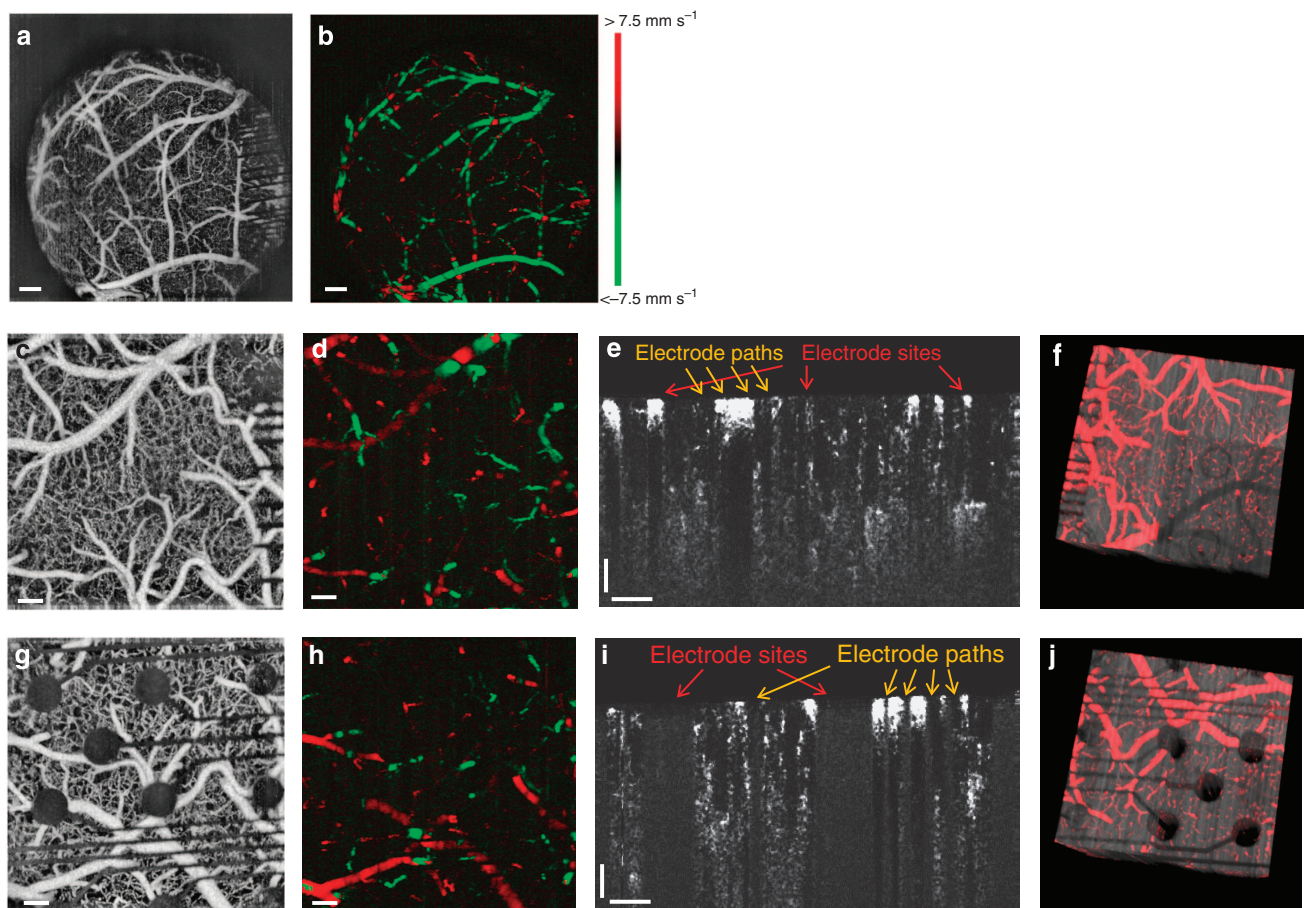 a
b
> 7.5 mm s⁻¹
<–7.5 mm s⁻¹
c
d
e
Electrode paths
Electrode sites
f
g
h
i
Electrode sites
Electrode paths
j